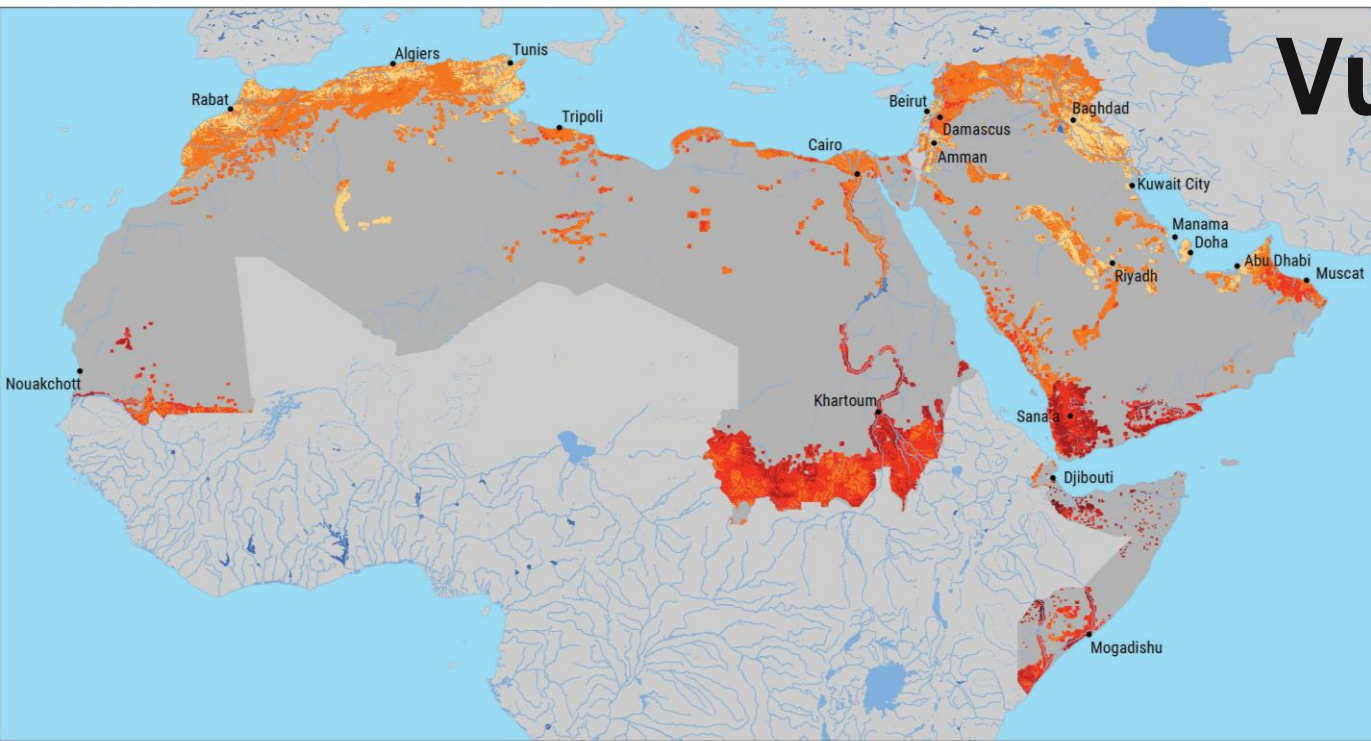 Vu
Algiers
Tunis
Rabat
Tripoli
Beirut
Baghdad
Damascus
Cairo
Amman
Kuwait City
Manama
Doha
Abu Dhabi
Muscat
Riyadh
Nouakchott
Khartoum
Sana'a
Djibouti
Mogadishu